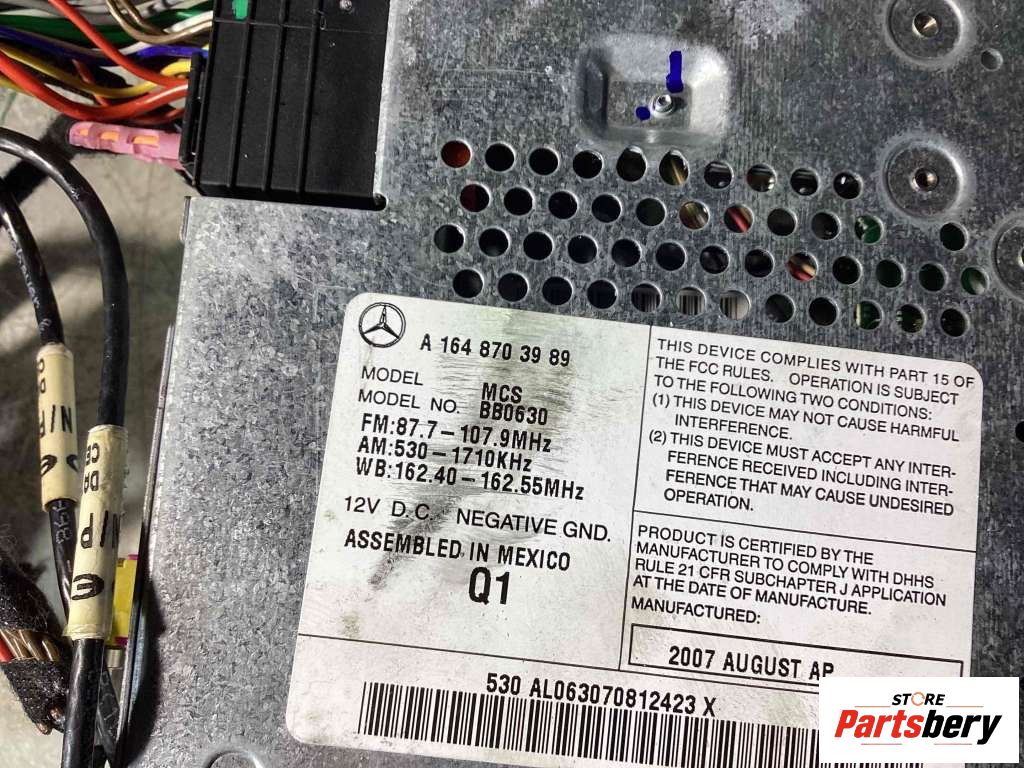 A 164 870 39 89
MODEL MCS
MODEL NO. BB0630
FM:87.7-107.9MHz
AM:530-1710KHz
WB:162.40-162.55MHz
12V D.C. NEGATIVE GND.
ASSEMBLED IN MEXICO
Q1
THIS DEVICE COMPLIES WITH PART 15 OF
THE FCC RULES. OPERATION IS SUBJECT
TO THE FOLLOWING TWO CONDITIONS:
(1) THIS DEVICE MAY NOT CAUSE HARMFUL
INTERFERENCE.
(2) THIS DEVICE MUST ACCEPT ANY INTER-
FERENCE RECEIVED INCLUDING INTER-
FERENCE THAT MAY CAUSE UNDESIRED
OPERATION.
PRODUCT IS CERTIFIED BY THE
MANUFACTURER TO COMPLY WITH DHHS
RULE 21 CFR SUBCHAPTER J APPLICATION
AT THE DATE OF MANUFACTURE.
MANUFACTURED:
2007 AUGUST AP
530 AL063070812423 X
N/P
STORE
Partsbery